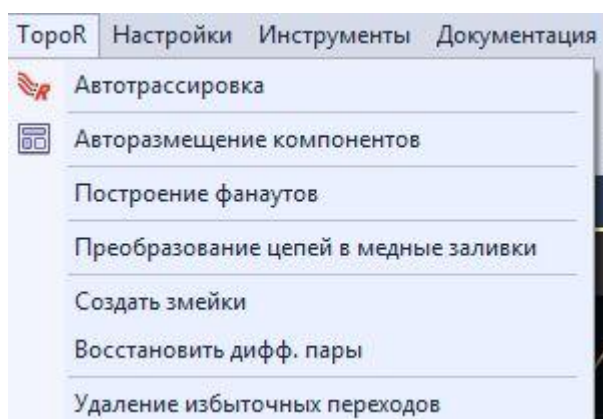 TopoR Настройки Инструменты Документация
Автотрассировка
Авторазмещение компонентов
Построение фанаутов
Преобразование цепей в медные заливки
Создать змейки
Восстановить дифф. пары
Удаление избыточных переходов